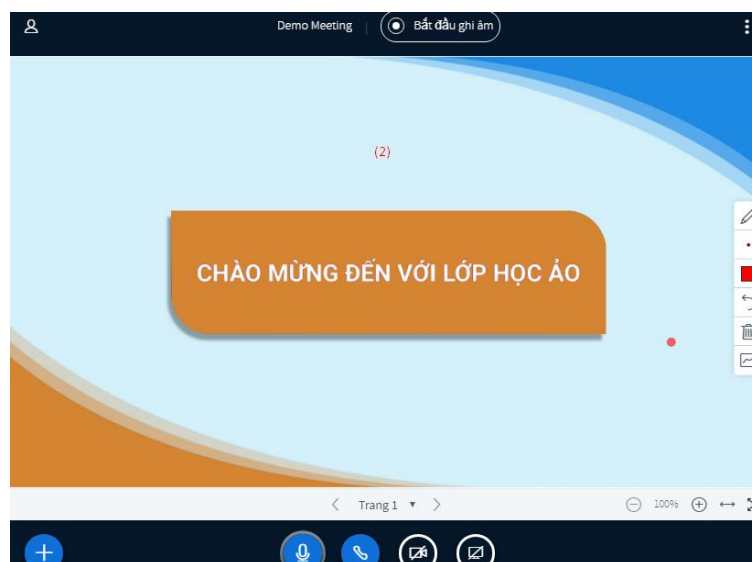 Demo Meeting
Bắt đầu ghi âm
(2)
CHÀO MỪNG ĐẾN VỚI LỚP HỌC ẢO
Trang 1
100%